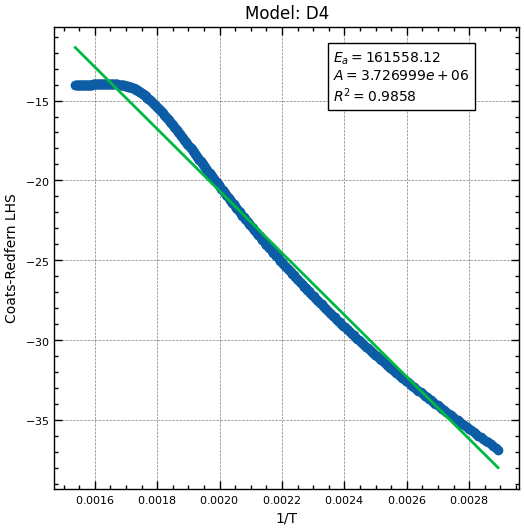 Model: D4
E_a = 161558.12
A = 3.726999e + 06
R^2 = 0.9858
−15
−20
−25
−30
−35
Coats-Redfern LHS
0.0016 0.0018 0.0020 0.0022 0.0024 0.0026 0.0028
1/T